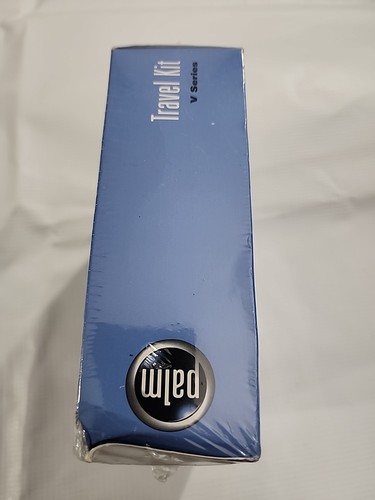 Travel Kit
V Series
palm